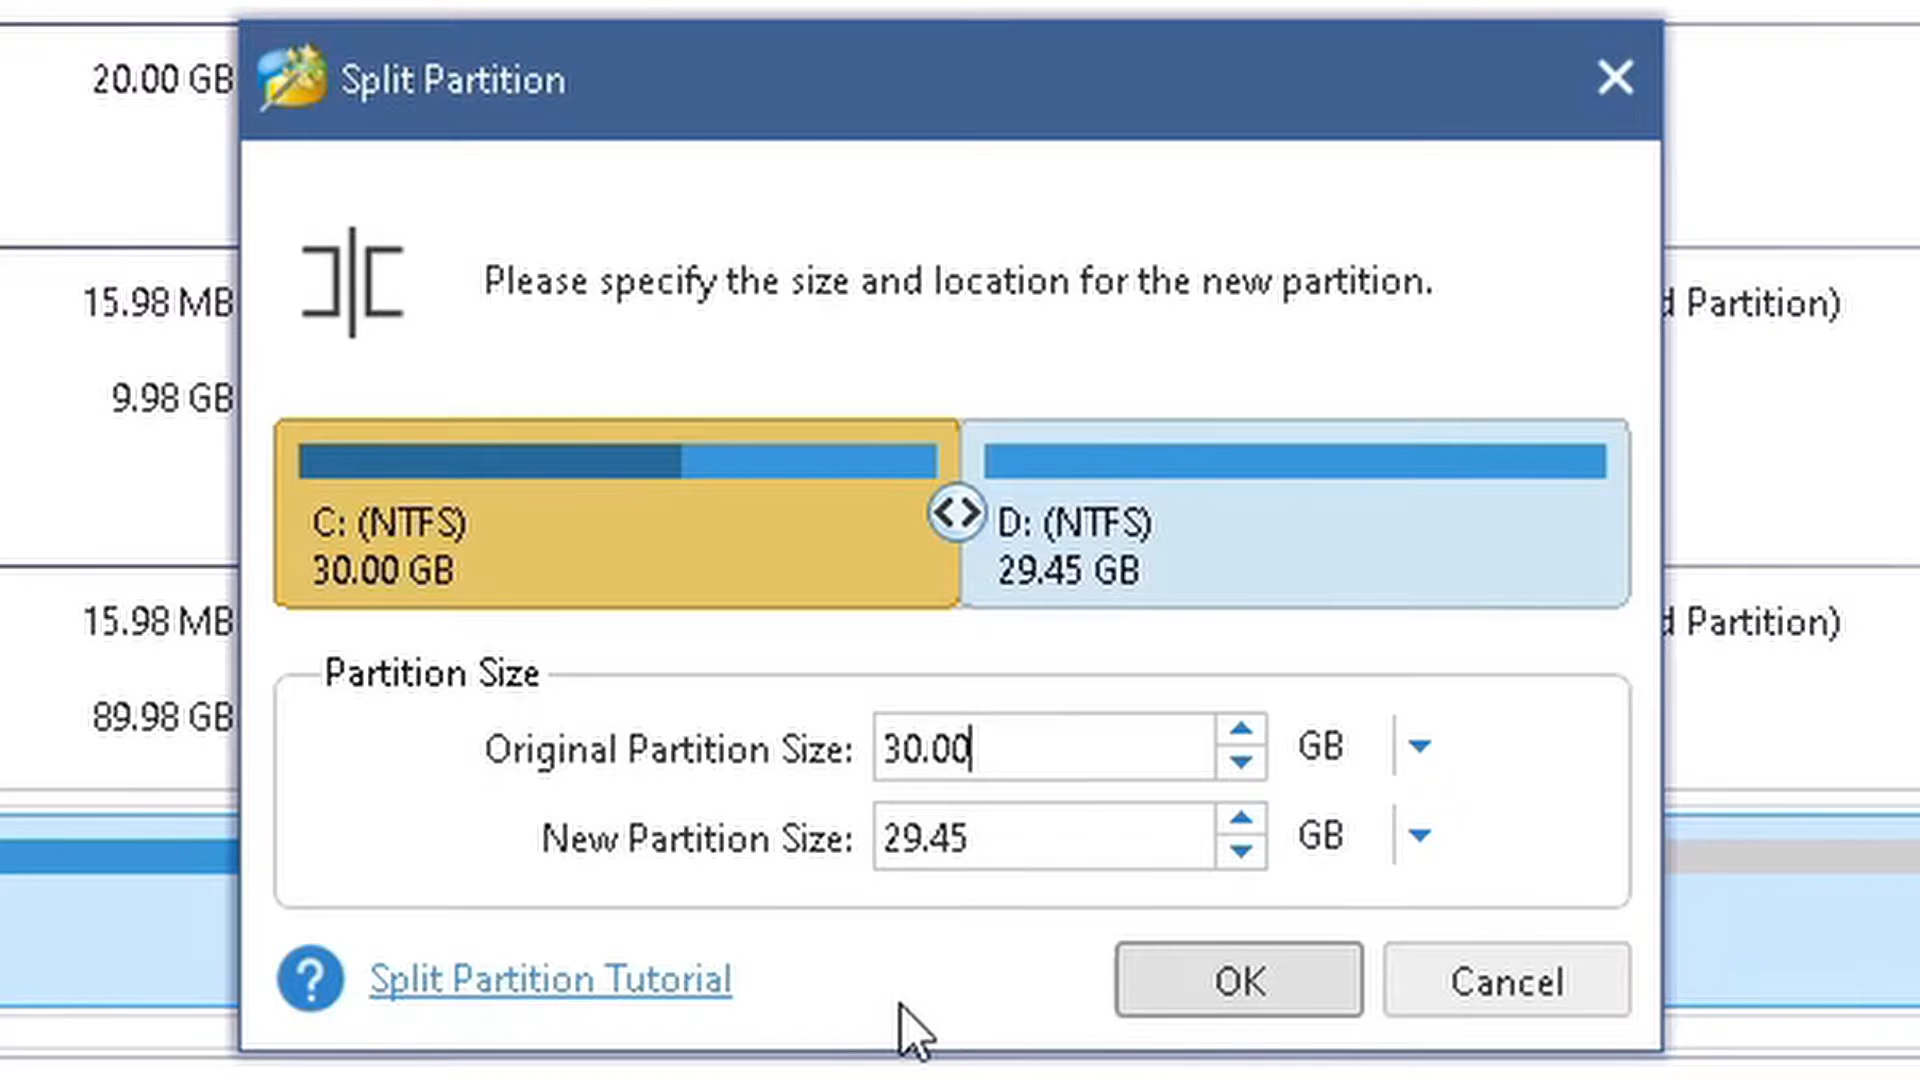 Split Partition
20.00 GB
Please specify the size and location for the new partition.
15.98 MB
d Partition)
9.98 GB
C: (NTFS)
30.00 GB
D: (NTFS)
29.45 GB
15.98 MB
d Partition)
Partition Size
89.98 GB
Original Partition Size: 30.00 GB
New Partition Size: 29.45 GB
? Split Partition Tutorial
OK
Cancel